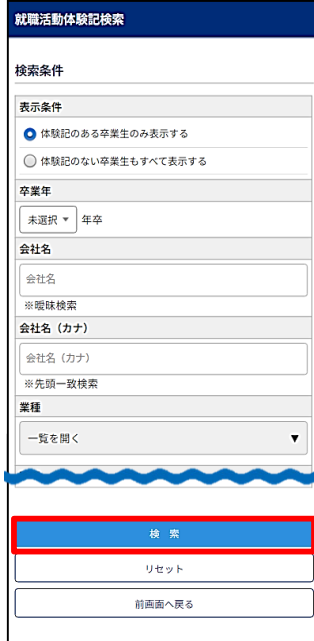 就職活動体験記検索
検索条件
表示条件
体験記のある卒業生のみ表示する
体験記のない卒業生もすべて表示する
卒業年
未選択 ▼ 年卒
会社名
会社名
※曖昧検索
会社名（カナ）
会社名（カナ）
※先頭一致検索
業種
一覧を開く ▼
検 索
リセット
前画面へ戻る